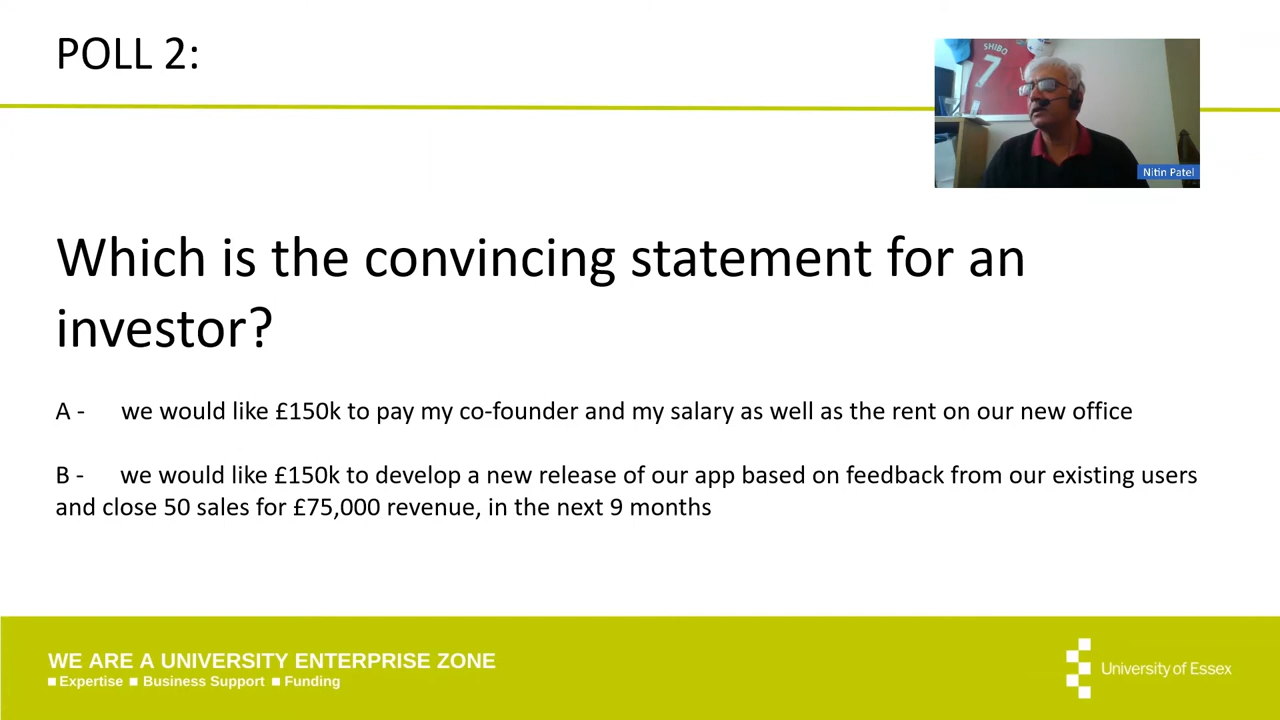 POLL 2:
SHIBO
7
Nitin Patel
Which is the convincing statement for an
investor?
A - we would like £150k to pay my co-founder and my salary as well as the rent on our new office
B - we would like £150k to develop a new release of our app based on feedback from our existing users
and close 50 sales for £75,000 revenue, in the next 9 months
WE ARE A UNIVERSITY ENTERPRISE ZONE
■ Expertise ■ Business Support ■ Funding
University of Essex